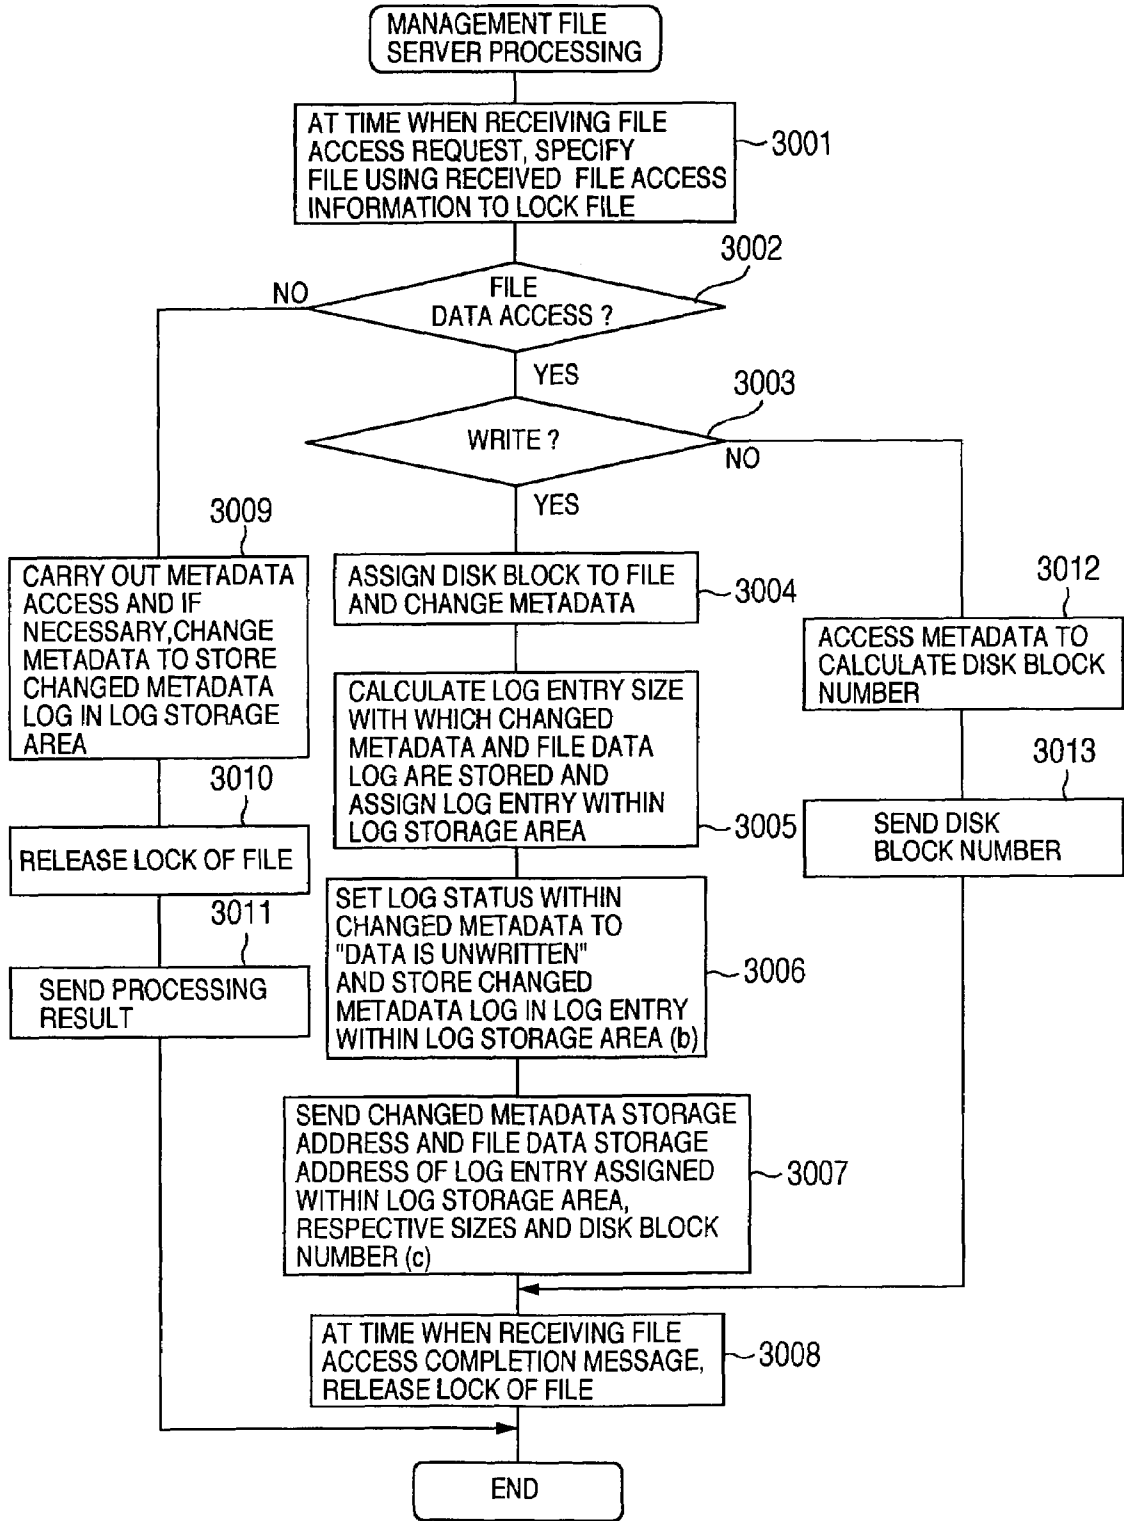 MANAGEMENT FILE
SERVER PROCESSING
AT TIME WHEN RECEIVING FILE
ACCESS REQUEST, SPECIFY
FILE USING RECEIVED FILE ACCESS
INFORMATION TO LOCK FILE
3001
3002
FILE
DATA ACCESS ?
NO
YES
3003
WRITE ?
NO
YES
3009
CARRY OUT METADATA
ACCESS AND IF
NECESSARY,CHANGE
METADATA TO STORE
CHANGED METADATA
LOG IN LOG STORAGE
AREA
3010
RELEASE LOCK OF FILE
3011
SEND PROCESSING
RESULT
ASSIGN DISK BLOCK TO FILE
AND CHANGE METADATA
3004
CALCULATE LOG ENTRY SIZE
WITH WHICH CHANGED
METADATA AND FILE DATA
LOG ARE STORED AND
ASSIGN LOG ENTRY WITHIN
LOG STORAGE AREA
3005
SET LOG STATUS WITHIN
CHANGED METADATA TO
"DATA IS UNWRITTEN"
AND STORE CHANGED
METADATA LOG IN LOG ENTRY
WITHIN LOG STORAGE AREA (b)
3006
SEND CHANGED METADATA STORAGE
ADDRESS AND FILE DATA STORAGE
ADDRESS OF LOG ENTRY ASSIGNED
WITHIN LOG STORAGE AREA,
RESPECTIVE SIZES AND DISK BLOCK
NUMBER (c)
3007
3012
ACCESS METADATA TO
CALCULATE DISK BLOCK
NUMBER
3013
SEND DISK
BLOCK NUMBER
AT TIME WHEN RECEIVING FILE
ACCESS COMPLETION MESSAGE,
RELEASE LOCK OF FILE
3008
END